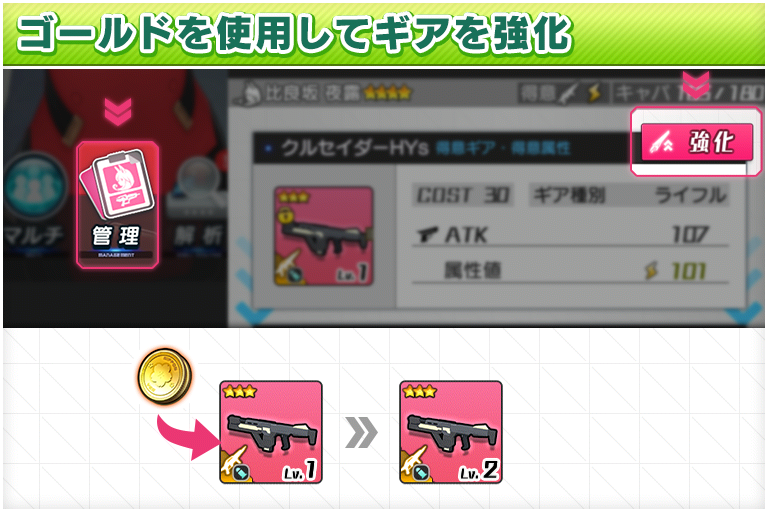 ゴールドを使用してギアを強化
比良坂 夜露
得意
キャパ
/180
強化
クルセイダーHYs 得意ギア・得意属性
COST 30 ギア種別 ライフル
ATK 107
属性値 101
Lv.1
マルチ
管理
MANAGEMENT
解析
Lv.1
Lv.2